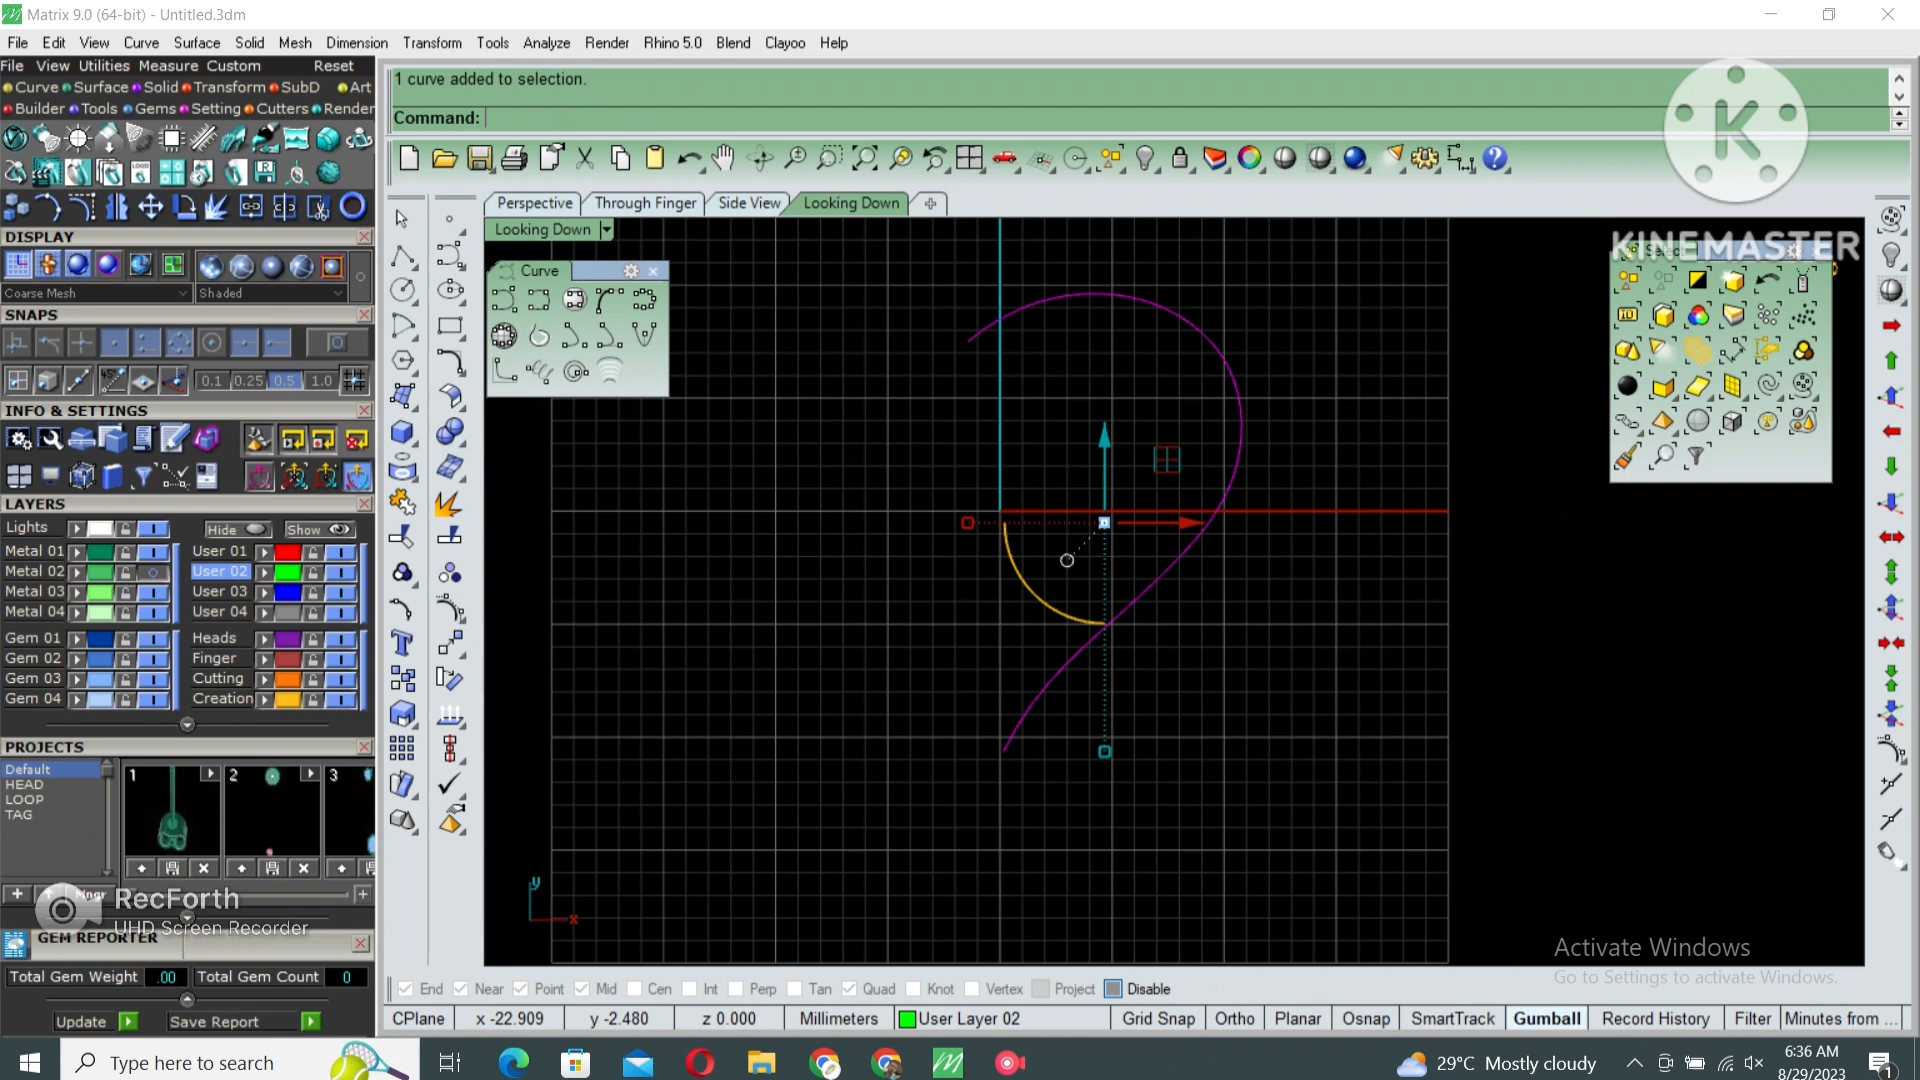 Matrix 9.0 (64-bit) - Untitled.3dm
File Edit View Curve Surface Solid Mesh Dimension Transform Tools Analyze Render Rhino 5.0 Blend Clayoo Help
File View Utilities Measure Custom Reset
Curve Surface Solid Transform SubD Art
Builder Tools Gems Setting Cutters Render
1 curve added to selection.
Command:
K
KINEMASTER
Perspective Through Finger Side View Looking Down
Looking Down
Curve
DISPLAY
Coarse Mesh Shaded
SNAPS
0.1 0.25 0.5 1.0
INFO & SETTINGS
LAYERS
Lights Hide Show
Metal 01 User 01
Metal 02 User 02
Metal 03 User 03
Metal 04 User 04
Gem 01 Heads
Gem 02 Finger
Gem 03 Cutting
Gem 04 Creation
PROJECTS
Default
HEAD
LOOP
TAG
1 2 3
Mngr
RecForth
UHD Screen Recorder
GEM REPORTER
Total Gem Weight .00 Total Gem Count 0
Update Save Report
y
x
Activate Windows
Go to Settings to activate Windows.
End Near Point Mid Cen Int Perp Tan Quad Knot Vertex Project Disable
CPlane x -22.909 y -2.480 z 0.000 Millimeters User Layer 02 Grid Snap Ortho Planar Osnap SmartTrack Gumball Record History Filter Minutes from ...
Type here to search
29°C Mostly cloudy
6:36 AM
8/29/2023
1